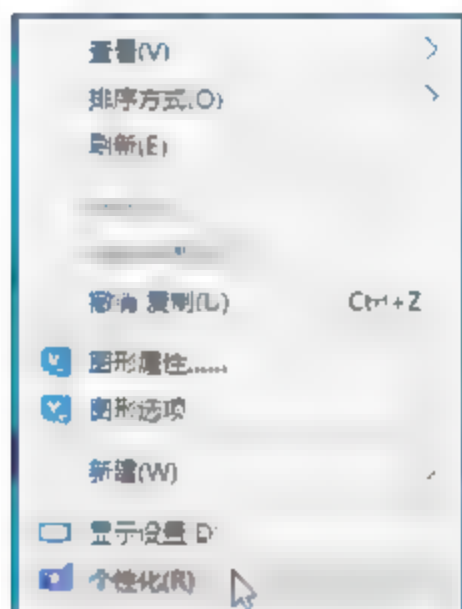 查看(V)
排序方式(O)
刷新(E)
撤消 复制(U) Ctrl+Z
图形属性......
图形选项
新建(W)
显示设置(D)
个性化(R)